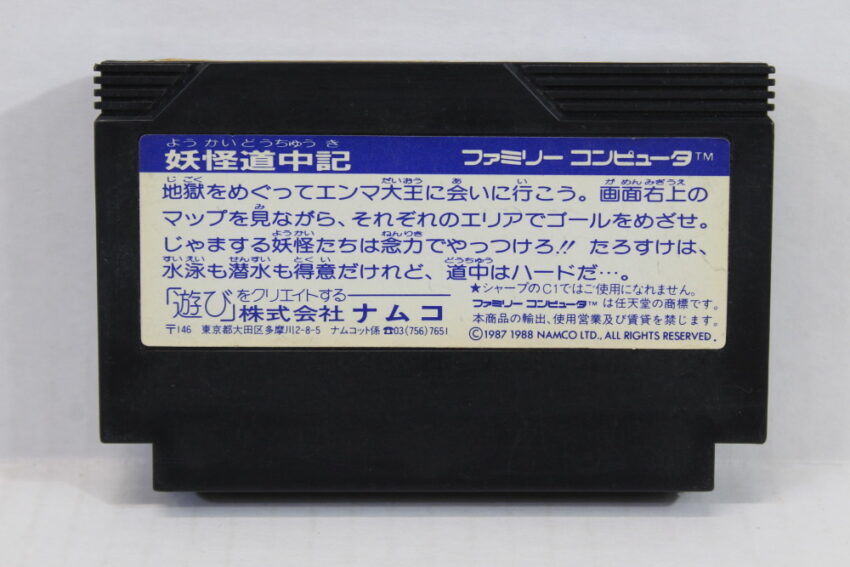 ようかいどうちゅうき
妖怪道中記 ファミリー コンピュータ™
じごく だいおう あ い がめんみぎうえ
地獄をめぐってエンマ大王に会いに行こう。画面右上の
み
マップを見ながら、それぞれのエリアでゴールをめざせ。
ようかい ねんりき
じゃまする妖怪たちは念力でやっつけろ!! たろすけは、
すいえい せんすい とくい どうちゅう
水泳も潜水も得意だけれど、道中はハードだ…。
★シャープのC1ではご使用になれません。
「遊び」をクリエイトする
株式会社 ナムコ
〒146 東京都大田区多摩川2-8-5 ナムコット係 ☎03(756)7651
ファミリー コンピュータ™ は任天堂の商標です。
本商品の輸出、使用営業及び賃貸を禁じます。
©1987 1988 NAMCO LTD., ALL RIGHTS RESERVED.